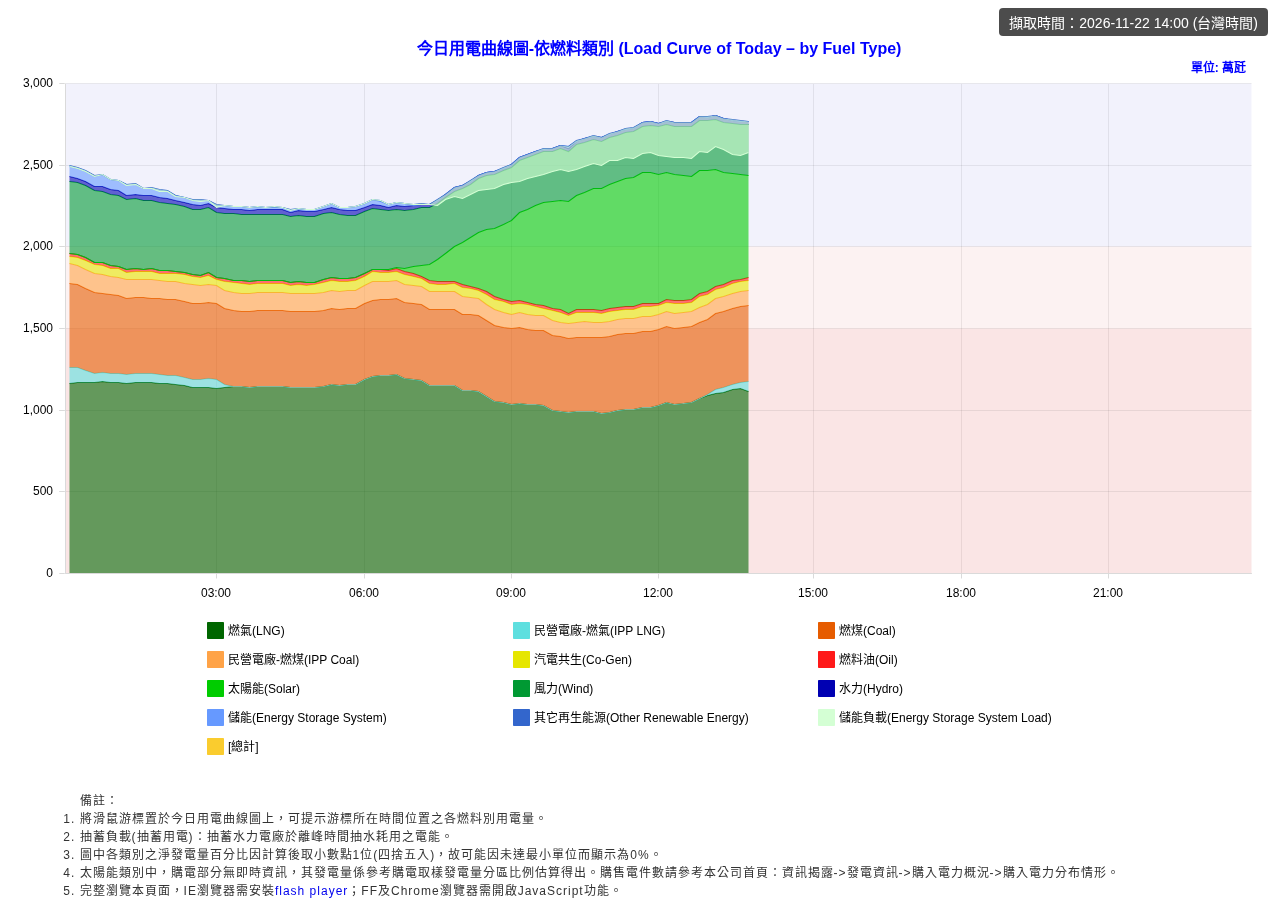 擷取時間：2026-11-22 14:00 (台灣時間)
今日用電曲線圖-依燃料類別 (Load Curve of Today – by Fuel Type)
單位: 萬瓩
3,000
2,500
2,000
1,500
1,000
500
0
03:00 06:00 09:00 12:00 15:00 18:00 21:00
燃氣(LNG) 民營電廠-燃氣(IPP LNG) 燃煤(Coal)
民營電廠-燃煤(IPP Coal) 汽電共生(Co-Gen) 燃料油(Oil)
太陽能(Solar) 風力(Wind) 水力(Hydro)
儲能(Energy Storage System) 其它再生能源(Other Renewable Energy) 儲能負載(Energy Storage System Load)
[總計]
備註：
1. 將滑鼠游標置於今日用電曲線圖上，可提示游標所在時間位置之各燃料別用電量。
2. 抽蓄負載(抽蓄用電)：抽蓄水力電廠於離峰時間抽水耗用之電能。
3. 圖中各類別之淨發電量百分比因計算後取小數點1位(四捨五入)，故可能因未達最小單位而顯示為0%。
4. 太陽能類別中，購電部分無即時資訊，其發電量係參考購電取樣發電量分區比例估算得出。購售電件數請參考本公司首頁：資訊揭露->發電資訊->購入電力概況->購入電力分布情形。
5. 完整瀏覽本頁面，IE瀏覽器需安裝flash player；FF及Chrome瀏覽器需開啟JavaScript功能。